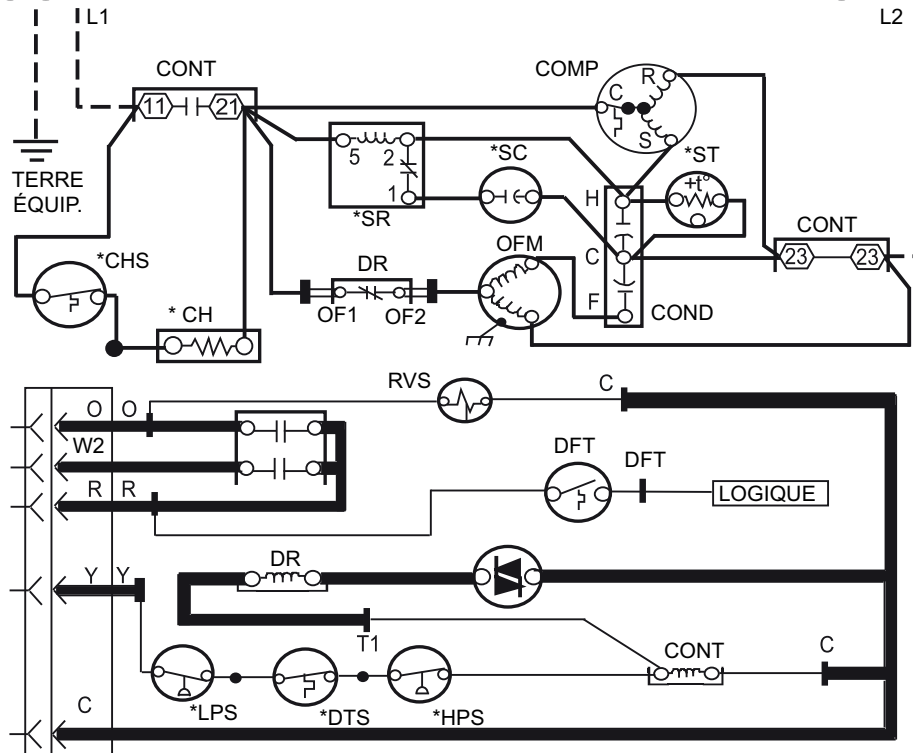 L1
L2
CONT
COMP
11
21
R
C
S
5
2
1
*SR
*SC
*ST
+t°
H
C
F
COND
TERRE
ÉQUIP.
*CHS
* CH
DR
OF1
OF2
OFM
CONT
23
23
RVS
C
O
O
W2
R
R
DFT
DFT
LOGIQUE
Y
Y
DR
T1
CONT
C
*LPS
*DTS
*HPS
C